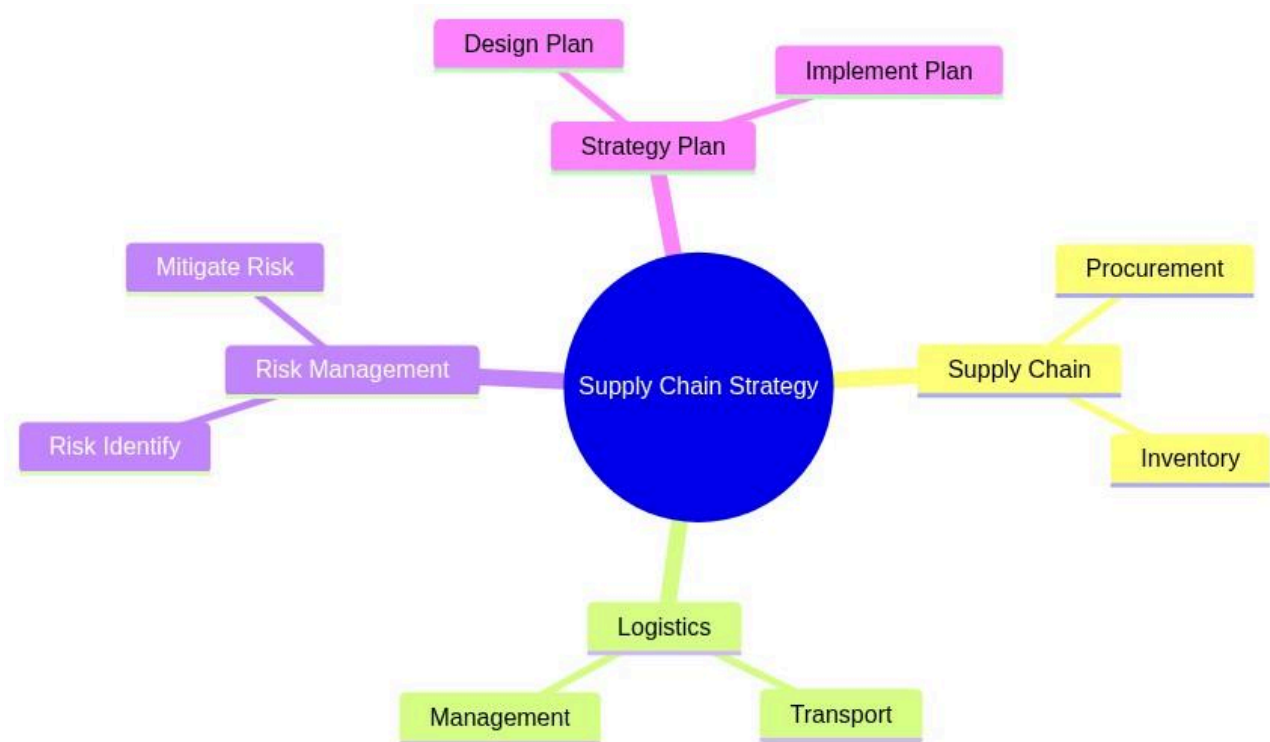 Design Plan
Implement Plan
Strategy Plan
Mitigate Risk
Procurement
Risk Management
Supply Chain Strategy
Supply Chain
Risk Identify
Inventory
Logistics
Management
Transport